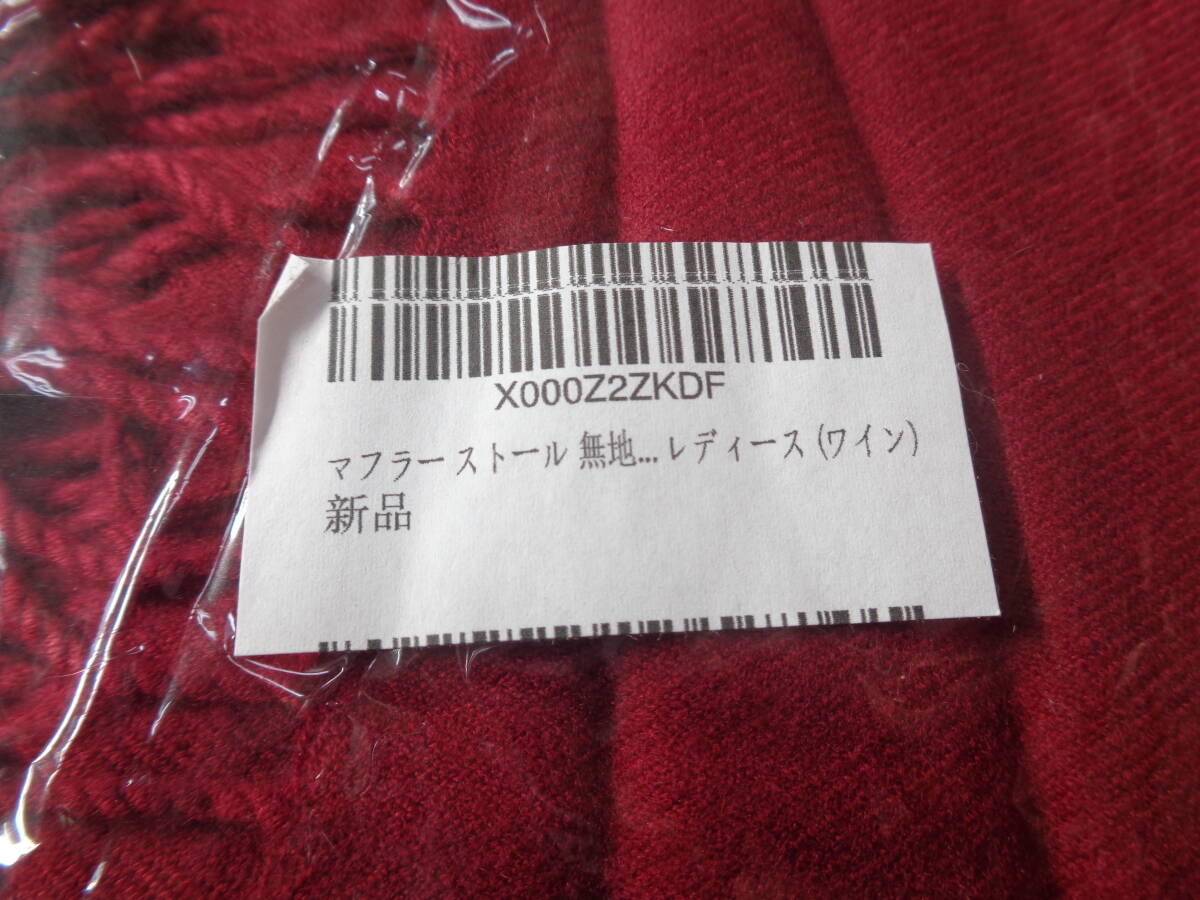 X000Z2ZKDF
マフラー ストール 無地... レディース (ワイン)
新品